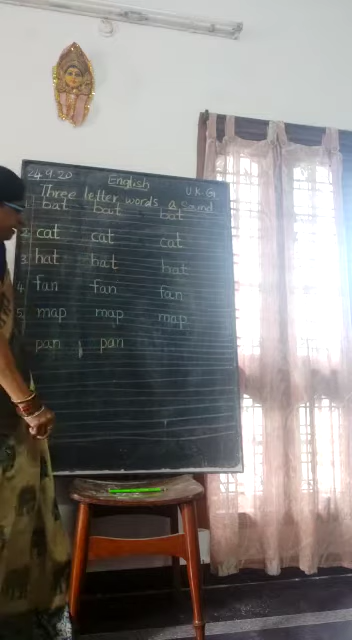 24.9.20 English U.K.G
Three letter words a Sound
1 bat bat bat
2 cat cat cat
3 hat hat hat
4 fan fan fan
5 map map map
pan pan